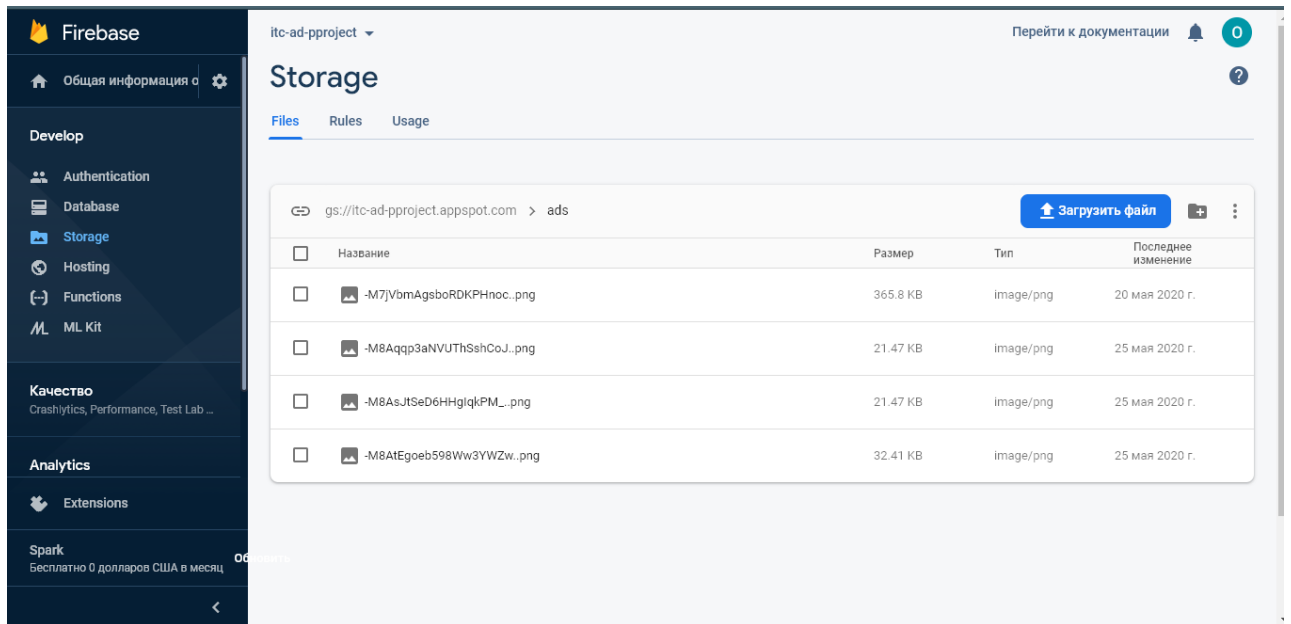 Firebase
Общая информация о
Develop
Authentication
Database
Storage
Hosting
Functions
ML Kit
Качество
Crashlytics, Performance, Test Lab ...
Analytics
Extensions
Spark
Бесплатно 0 долларов США в месяц
Обновить
itc-ad-pproject
Перейти к документации
O
Storage
?
Files Rules Usage
gs://itc-ad-pproject.appspot.com > ads
Загрузить файл
Название Размер Тип Последнее
изменение
-M7jVbmAgsboRDKPHnoc..png 365.8 KB image/png 20 мая 2020 г.
-M8Aqqp3aNVUThSshCoJ..png 21.47 KB image/png 25 мая 2020 г.
-M8AsJtSeD6HHgIqkPM_..png 21.47 KB image/png 25 мая 2020 г.
-M8AtEgoeb598Ww3YWZw..png 32.41 KB image/png 25 мая 2020 г.